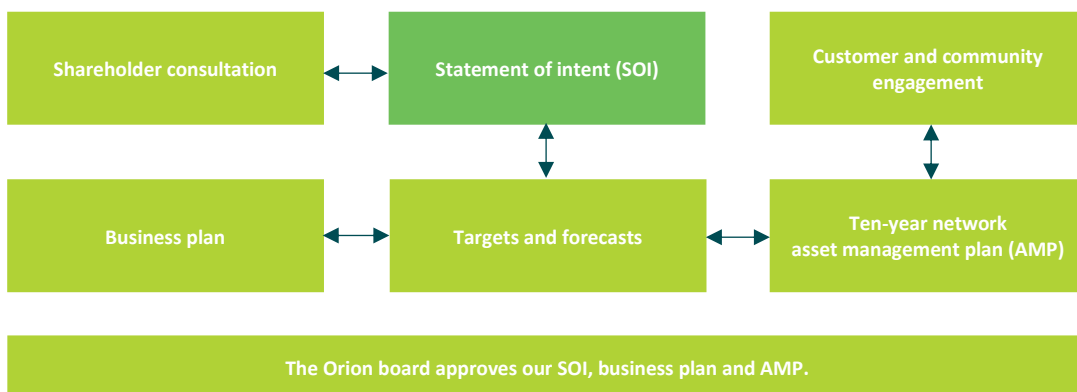 Shareholder consultation
Statement of intent (SOI)
Customer and community
engagement
Business plan
Targets and forecasts
Ten-year network
asset management plan (AMP)
The Orion board approves our SOI, business plan and AMP.